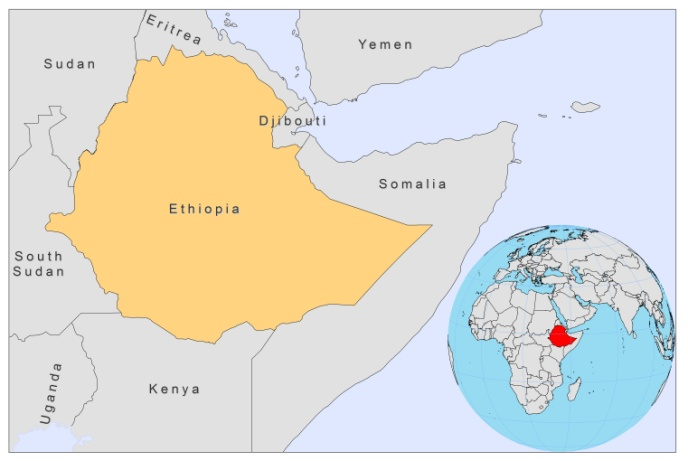 Eritrea
Yemen
Sudan
Djibouti
Somalia
Ethiopia
South
Sudan
Kenya
Uganda